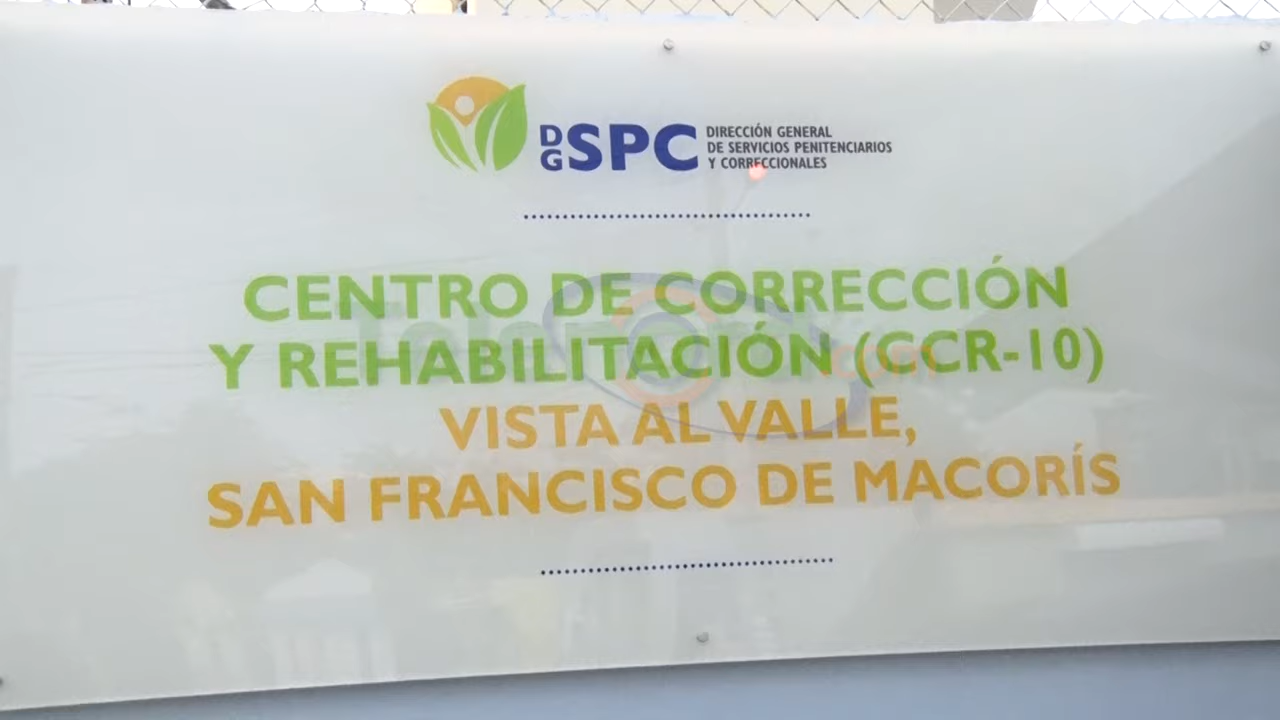 DGSPC
DIRECCIÓN GENERAL
DE SERVICIOS PENITENCIARIOS
Y CORRECCIONALES
CENTRO DE CORRECCIÓN
Y REHABILITACIÓN (CCR-10)
VISTA AL VALLE,
SAN FRANCISCO DE MACORÍS
.com